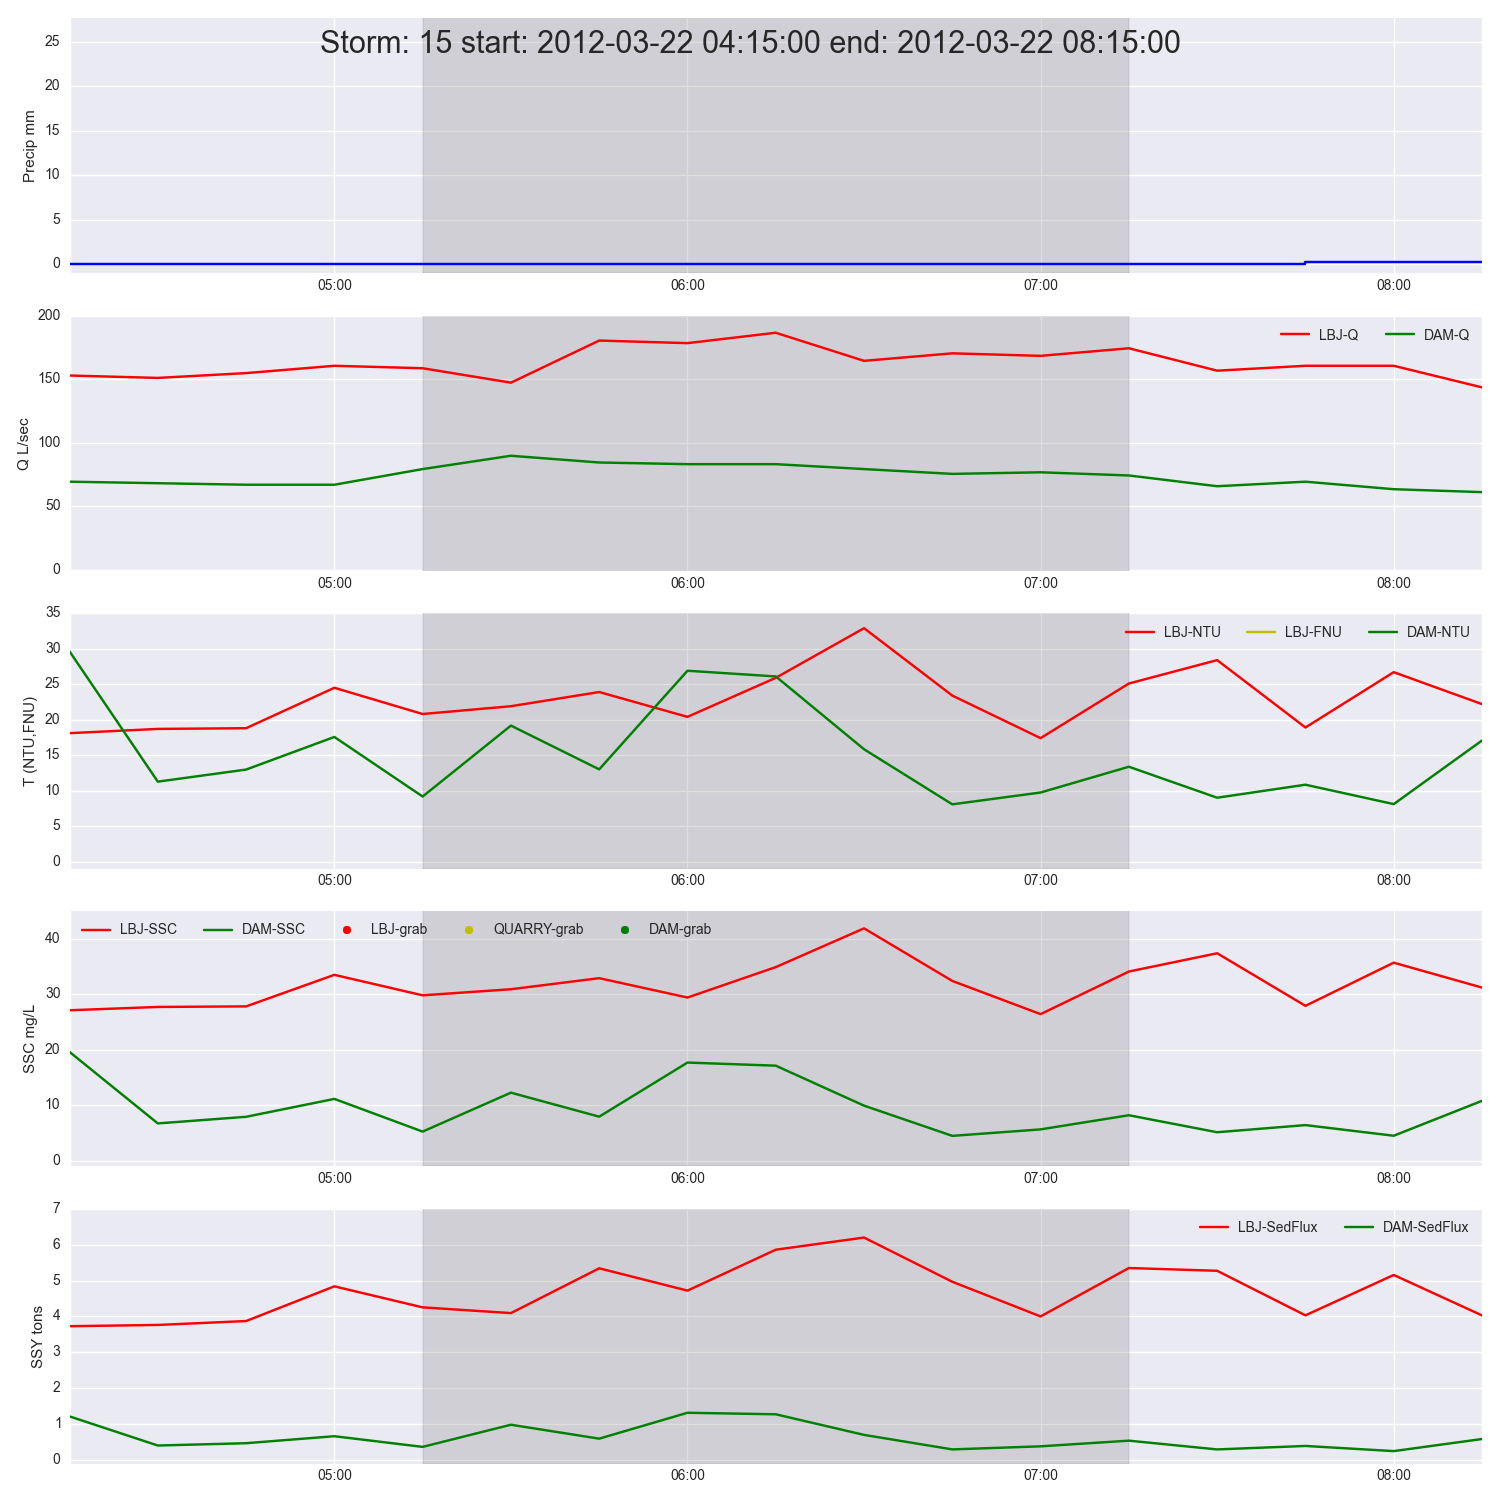 Storm: 15 start: 2012-03-22 04:15:00 end: 2012-03-22 08:15:00
Precip mm
25
20
15
10
5
0
05:00 06:00 07:00 08:00
LBJ-Q DAM-Q
Q L/sec
200
150
100
50
0
05:00 06:00 07:00 08:00
LBJ-NTU LBJ-FNU DAM-NTU
T (NTU,FNU)
35
30
25
20
15
10
5
0
05:00 06:00 07:00 08:00
LBJ-SSC DAM-SSC LBJ-grab QUARRY-grab DAM-grab
SSC mg/L
40
30
20
10
0
05:00 06:00 07:00 08:00
LBJ-SedFlux DAM-SedFlux
SSY tons
7
6
5
4
3
2
1
0
05:00 06:00 07:00 08:00